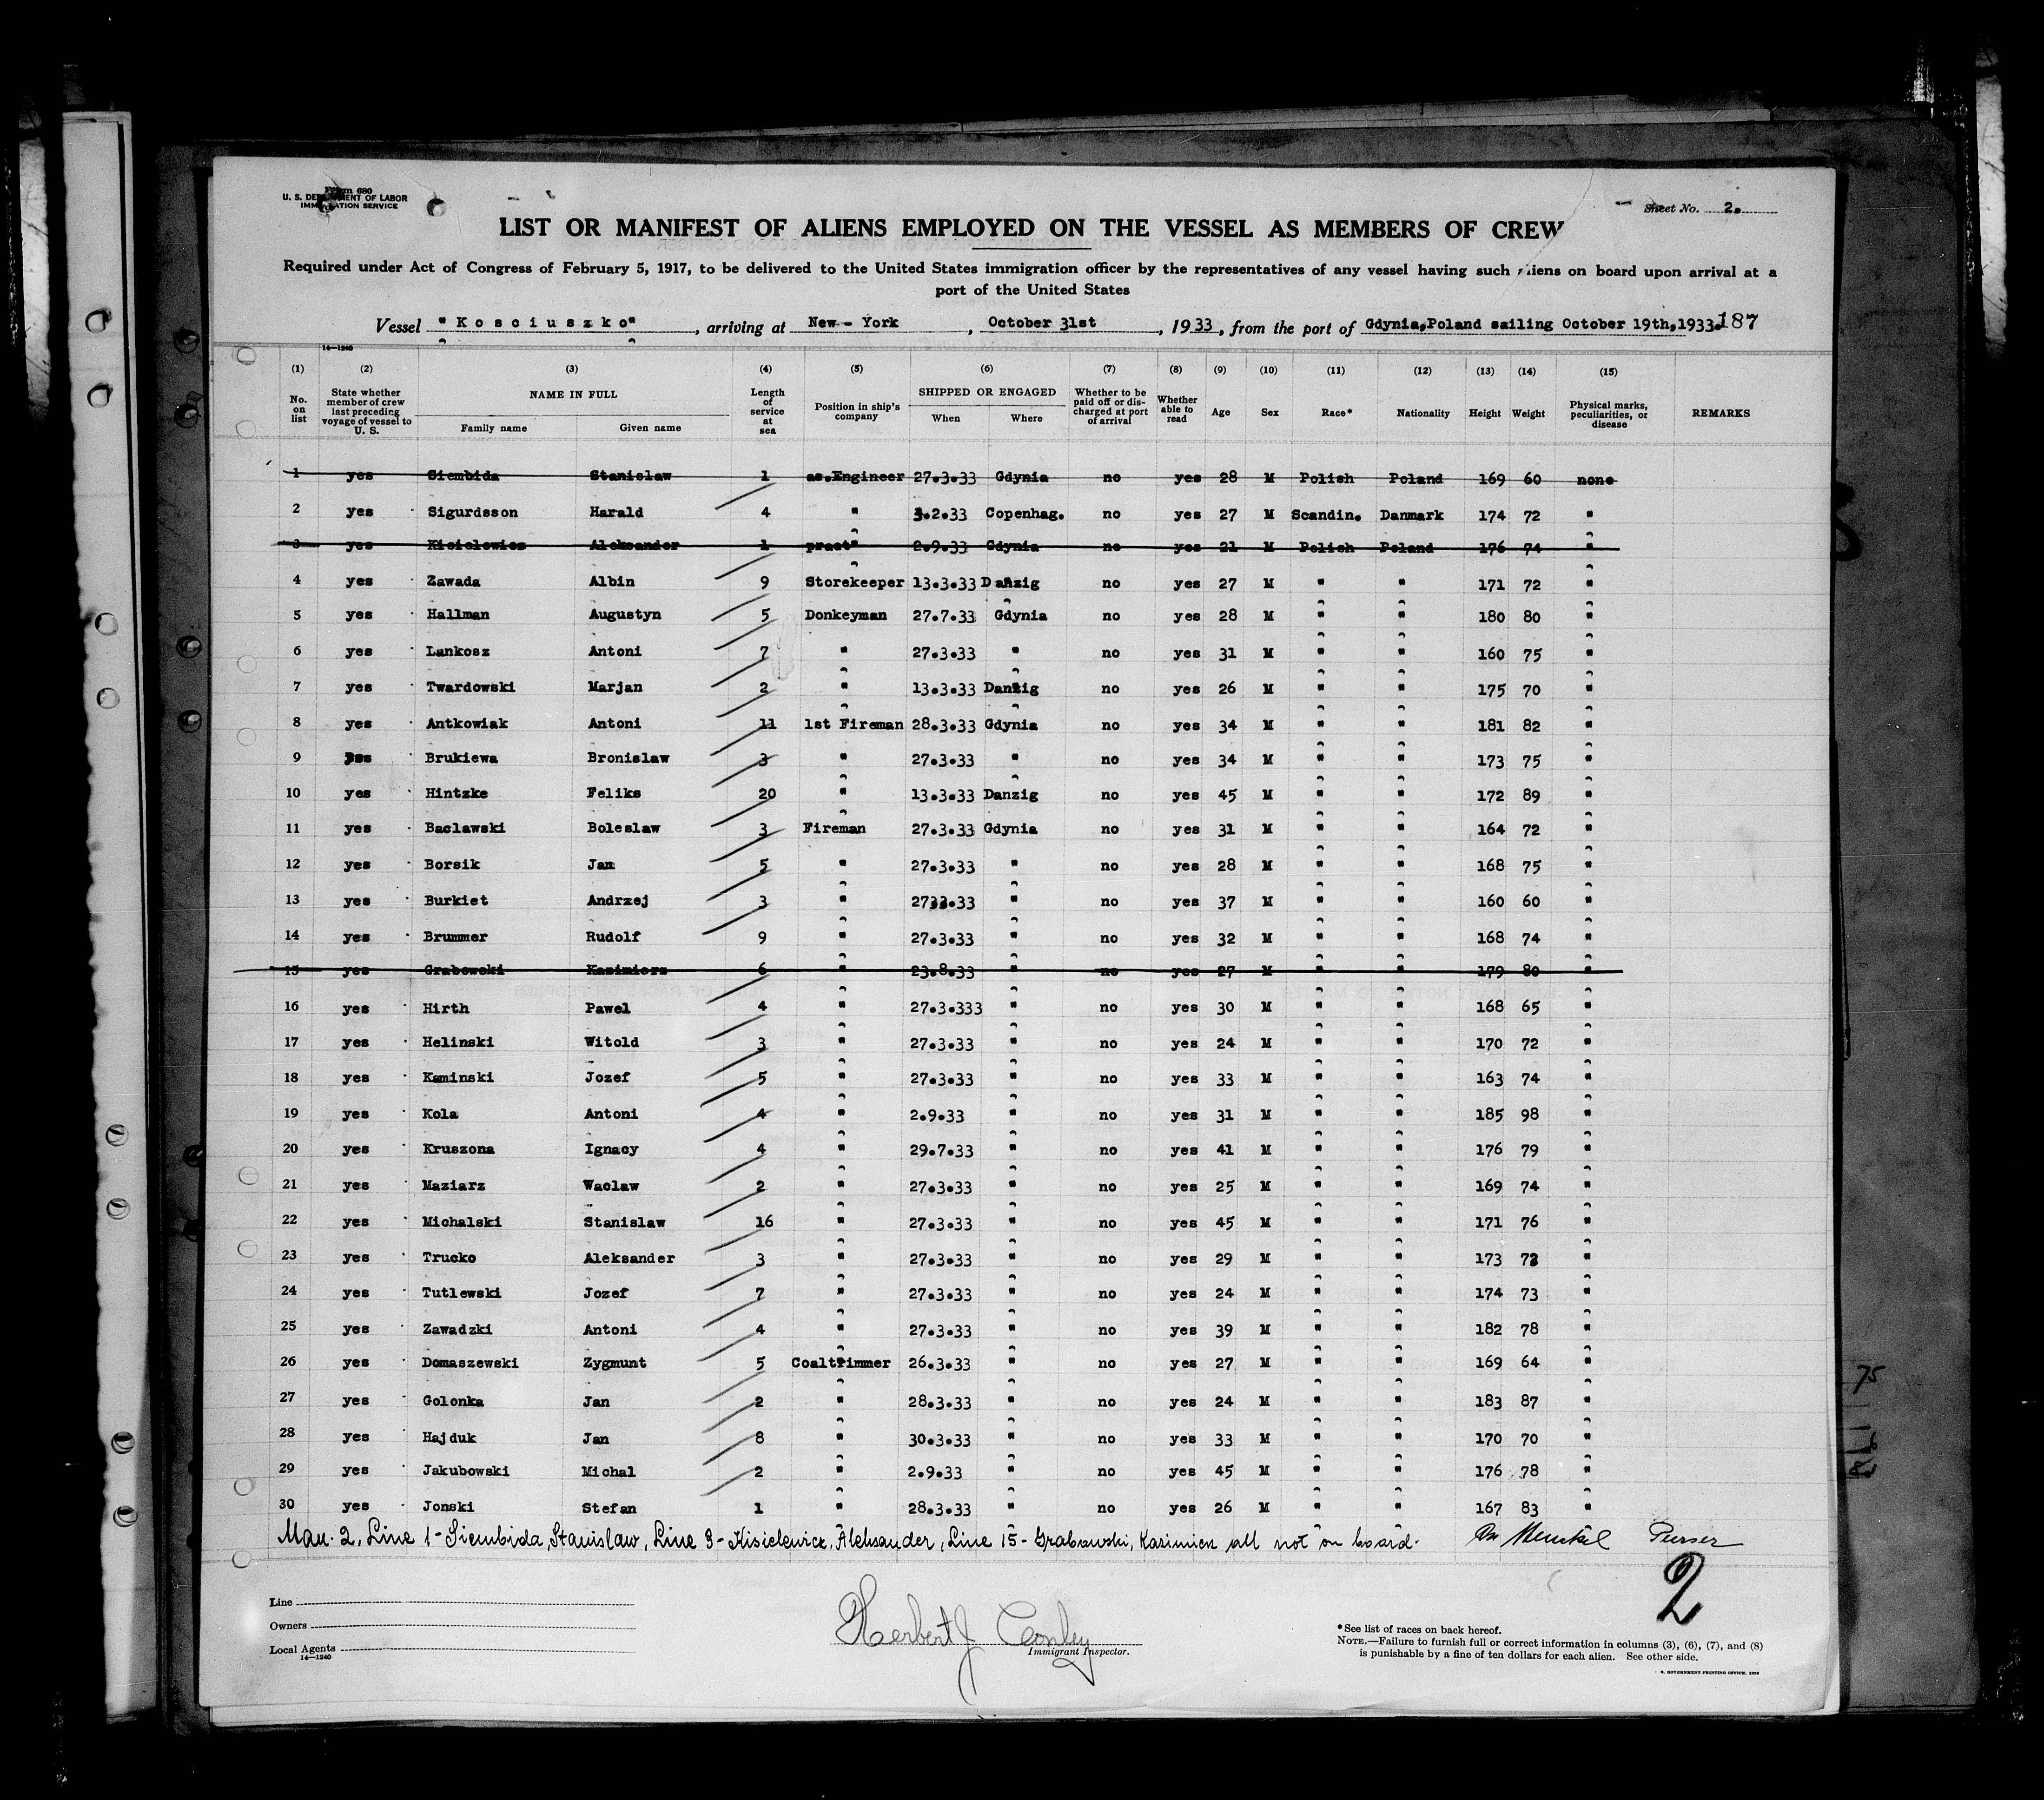 Form 680
U. S. DEPARTMENT OF LABOR
IMMIGRATION SERVICE
Sheet No. 2.
LIST OR MANIFEST OF ALIENS EMPLOYED ON THE VESSEL AS MEMBERS OF CREW
Required under Act of Congress of February 5, 1917, to be delivered to the United States immigration officer by the representatives of any vessel having such aliens on board upon arrival at a
port of the United States
Vessel "Kosciuszko", arriving at New-York, October 31st, 1933, from the port of Gdynia,Poland sailing October 19th,1933. 187
14—1240
(1) (2) (3) (4) (5) (6) (7) (8) (9) (10) (11) (12) (13) (14) (15)
No. on list State whether member of crew last preceding voyage of vessel to U. S. NAME IN FULL Family name Given name Length of service at sea Position in ship's company SHIPPED OR ENGAGED When Where Whether to be paid off or discharged at port of arrival Whether able to read Age Sex Race* Nationality Height Weight Physical marks, peculiarities, or disease REMARKS
1 yes Siembida Stanislaw 1 as.Engineer 27.3.33 Gdynia no yes 28 M Polish Poland 169 60 none
2 yes Sigurdsson Harald 4 " 3.2.33 Copenhag. no yes 27 M Scandin. Danmark 174 72 "
3 yes Kisielewicz Aleksander 1 pract" 2.9.33 Gdynia no yes 21 M Polish Poland 176 74 "
4 yes Zawada Albin 9 Storekeeper 13.3.33 Danzig no yes 27 M " " 171 72 "
5 yes Hallman Augustyn 5 Donkeyman 27.7.33 Gdynia no yes 28 M " " 180 80 "
6 yes Lankosz Antoni 7 " 27.3.33 " no yes 31 M " " 160 75 "
7 yes Twardowski Marjan 2 " 13.3.33 Danzig no yes 26 M " " 175 70 "
8 yes Antkowiak Antoni 11 1st Fireman 28.3.33 Gdynia no yes 34 M " " 181 82 "
9 yes Brukiewa Bronislaw 3 " 27.3.33 " no yes 34 M " " 173 75 "
10 yes Hintzke Feliks 20 " 13.3.33 Danzig no yes 45 M " " 172 89 "
11 yes Baclawski Boleslaw 3 Fireman 27.3.33 Gdynia no yes 31 M " " 164 72 "
12 yes Borsik Jan 5 " 27.3.33 " no yes 28 M " " 168 75 "
13 yes Burkiet Andrzej 3 " 27.3.33 " no yes 37 M " " 160 60 "
14 yes Brummer Rudolf 9 " 27.3.33 " no yes 32 M " " 168 74 "
15 yes Grabowski Kazimierz 6 " 23.8.33 " no yes 27 M " " 179 80 "
16 yes Hirth Pawel 4 " 27.3.333 " no yes 30 M " " 168 65 "
17 yes Helinski Witold 3 " 27.3.33 " no yes 24 M " " 170 72 "
18 yes Kaminski Jozef 5 " 27.3.33 " no yes 33 M " " 163 74 "
19 yes Kola Antoni 4 " 2.9.33 " no yes 31 M " " 185 98 "
20 yes Kruszona Ignacy 4 " 29.7.33 " no yes 41 M " " 176 79 "
21 yes Maziarz Waclaw 2 " 27.3.33 " no yes 25 M " " 169 74 "
22 yes Michalski Stanislaw 16 " 27.3.33 " no yes 45 M " " 171 76 "
23 yes Trucko Aleksander 3 " 27.3.33 " no yes 29 M " " 173 72 "
24 yes Tutlewski Jozef 7 " 27.3.33 " no yes 24 M " " 174 73 "
25 yes Zawadzki Antoni 4 " 27.3.33 " no yes 39 M " " 182 78 "
26 yes Domaszewski Zygmunt 5 Coaltrimmer 26.3.33 " no yes 27 M " " 169 64 "
27 yes Golonka Jan 2 " 28.3.33 " no yes 24 M " " 183 87 "
28 yes Hajduk Jan 8 " 30.3.33 " no yes 33 M " " 170 70 "
29 yes Jakubowski Michal 2 " 2.9.33 " no yes 45 M " " 176 78 "
30 yes Jonski Stefan 1 " 28.3.33 " no yes 26 M " " 167 83 "
Man. 2, Line 1-Siembida, Stanislaw, Line 3-Kisielewicz, Aleksander, Line 15-Grabowski, Kazimierz all not on board. Purser
2
Line
Owners
Local Agents
14—1240
Herbert J Conley
Immigrant Inspector.
*See list of races on back hereof.
NOTE.—Failure to furnish full or correct information in columns (3), (6), (7), and (8)
is punishable by a fine of ten dollars for each alien. See other side.
GOVERNMENT PRINTING OFFICE
75